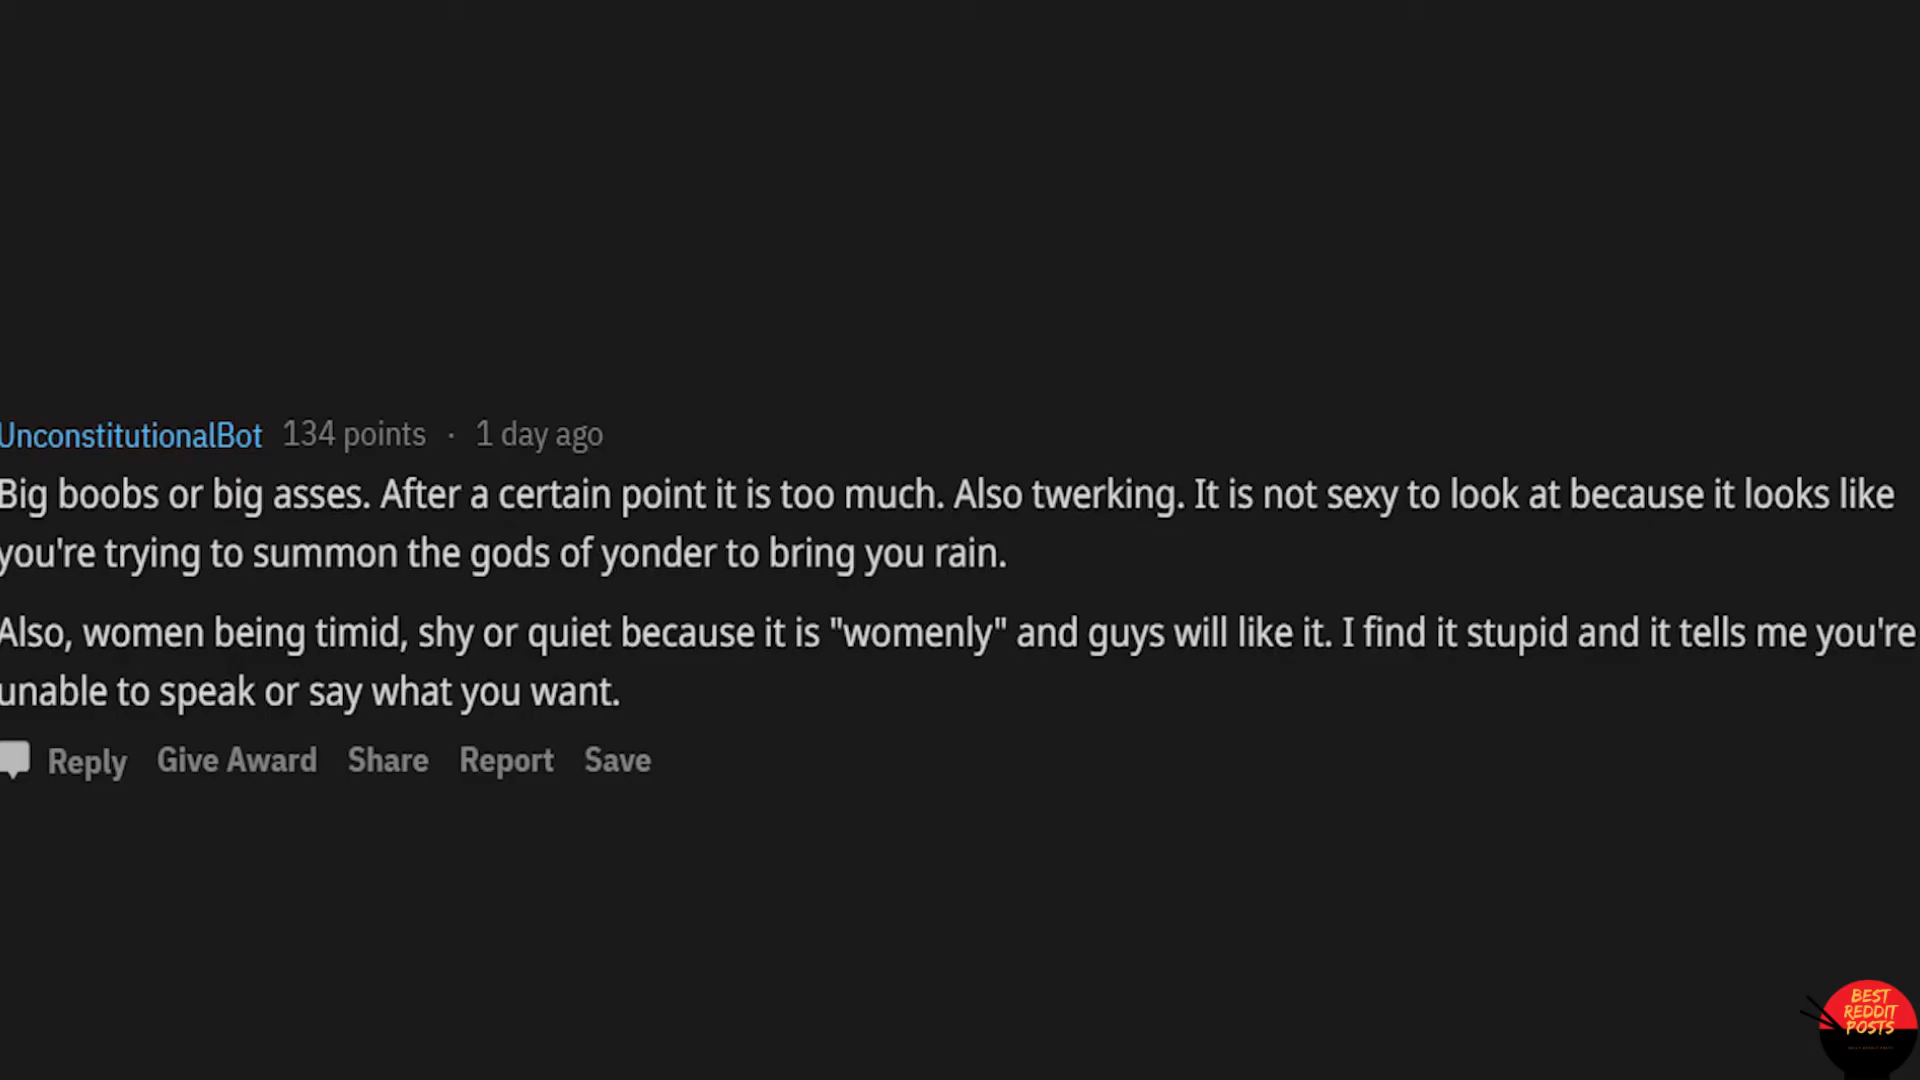 UnconstitutionalBot 134 points · 1 day ago
Big boobs or big asses. After a certain point it is too much. Also twerking. It is not sexy to look at because it looks like
you're trying to summon the gods of yonder to bring you rain.
Also, women being timid, shy or quiet because it is "womenly" and guys will like it. I find it stupid and it tells me you're
unable to speak or say what you want.
Reply Give Award Share Report Save
BEST
REDDIT
POSTS